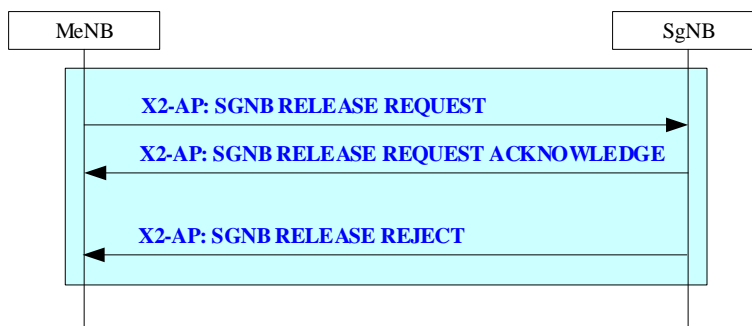 MeNB
SgNB
X2-AP: SGNB RELEASE REQUEST
X2-AP: SGNB RELEASE REQUEST ACKNOWLEDGE
X2-AP: SGNB RELEASE REJECT